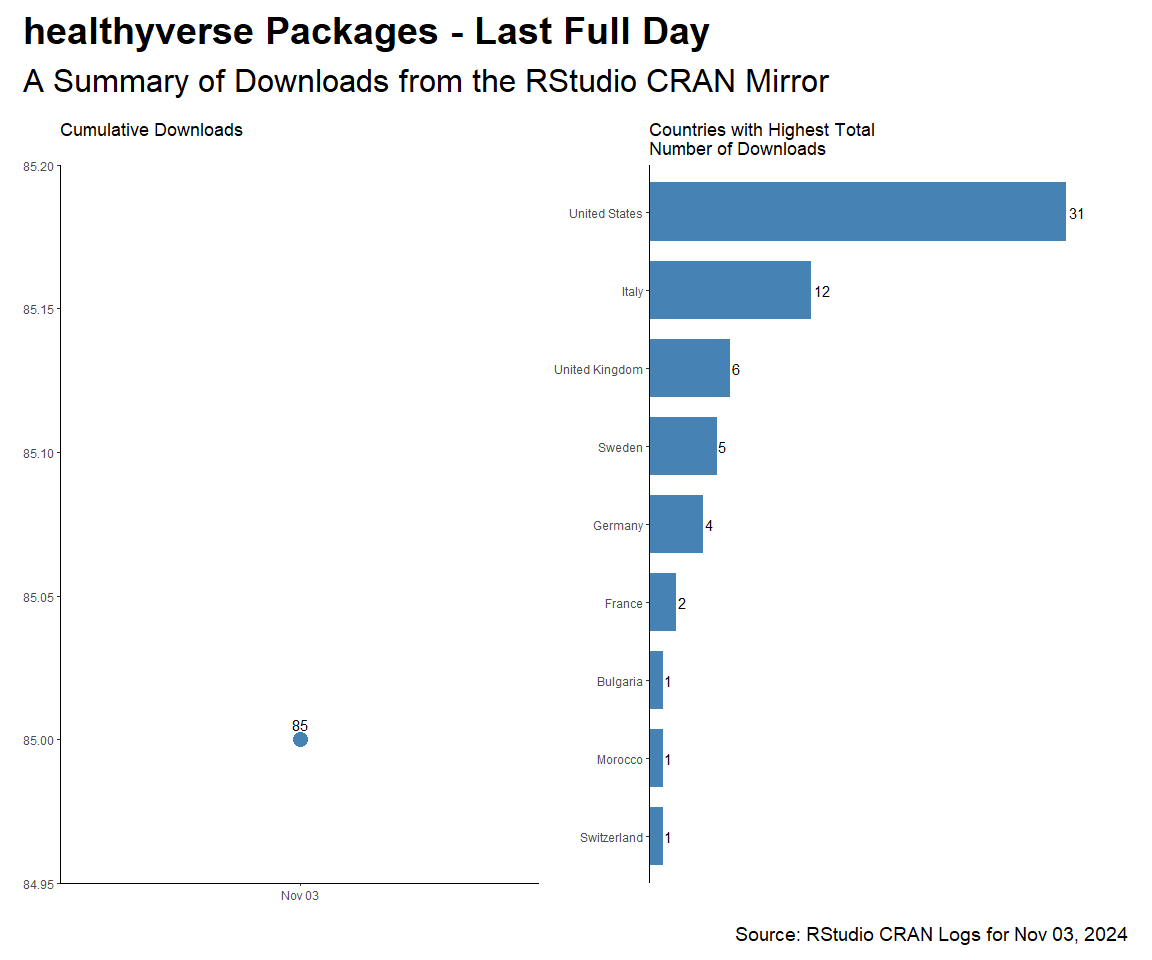 healthyverse Packages - Last Full Day
A Summary of Downloads from the RStudio CRAN Mirror
Cumulative Downloads
85.20
85.15
85.10
85.05
85.00
84.95
85
Nov 03
Countries with Highest Total
Number of Downloads
United States 31
Italy 12
United Kingdom 6
Sweden 5
Germany 4
France 2
Bulgaria 1
Morocco 1
Switzerland 1
Source: RStudio CRAN Logs for Nov 03, 2024